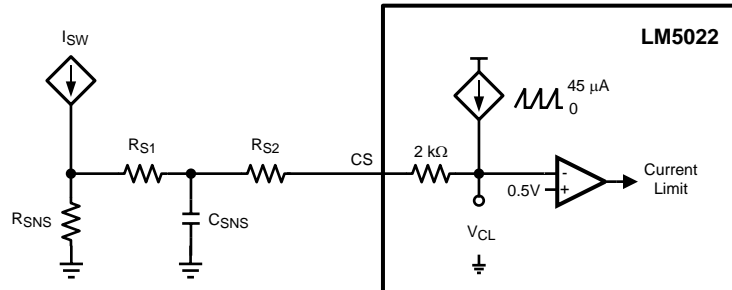 LM5022
ISW
45 µA
0
RS1
RS2
CS
2 kΩ
-
+
0.5V
Current
Limit
RSNS
CSNS
VCL